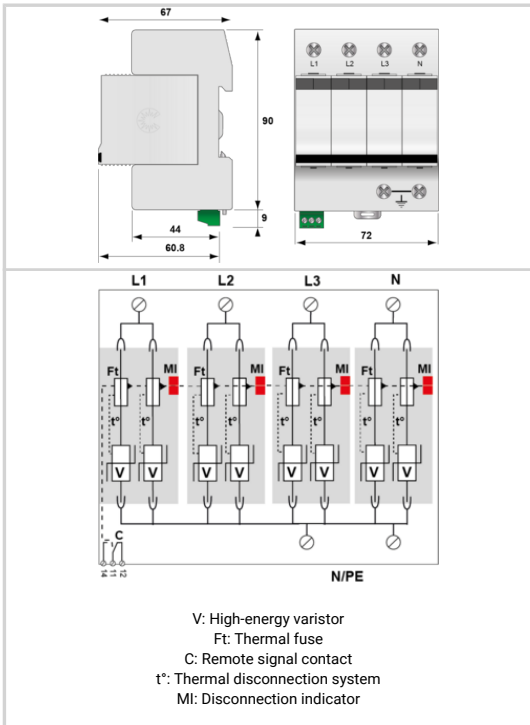 67
L1 L2 L3 N
90
9
44
60.8
72
L1 L2 L3 N
Ft MI Ft MI Ft MI Ft MI
t° t° t° t° t° t° t° t°
V V V V V V V V
C
14 11 12
N/PE
V: High-energy varistor
Ft: Thermal fuse
C: Remote signal contact
t°: Thermal disconnection system
MI: Disconnection indicator